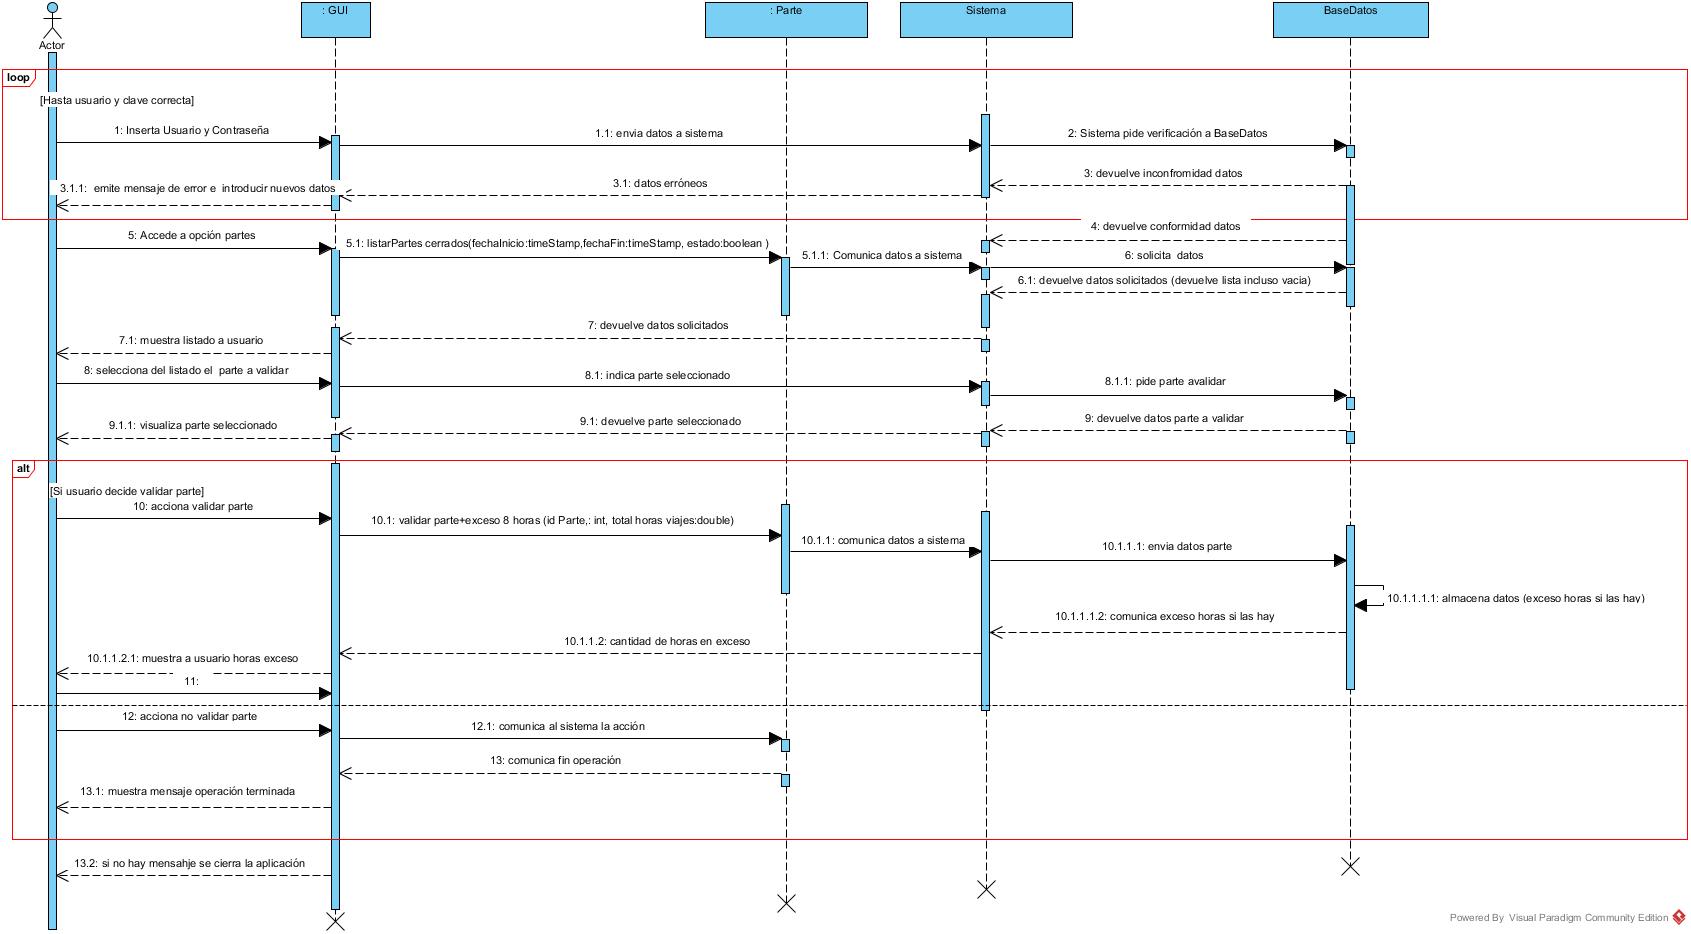 : GUI
: Parte
Sistema
BaseDatos
Actor
loop
[Hasta usuario y clave correcta]
1: Inserta Usuario y Contraseña
1.1: envia datos a sistema
2: Sistema pide verificación a BaseDatos
3: devuelve inconfromidad datos
3.1: datos erróneos
3.1.1: emite mensaje de error e introducir nuevos datos
4: devuelve conformidad datos
5: Accede a opción partes
5.1: listarPartes cerrados(fechaInicio:timeStamp,fechaFin:timeStamp, estado:boolean )
5.1.1: Comunica datos a sistema
6: solicita datos
6.1: devuelve datos solicitados (devuelve lista incluso vacia)
7: devuelve datos solicitados
7.1: muestra listado a usuario
8: selecciona del listado el parte a validar
8.1: indica parte seleccionado
8.1.1: pide parte avalidar
9: devuelve datos parte a validar
9.1: devuelve parte seleccionado
9.1.1: visualiza parte seleccionado
alt
[Si usuario decide validar parte]
10: acciona validar parte
10.1: validar parte+exceso 8 horas (id Parte,: int, total horas viajes:double)
10.1.1: comunica datos a sistema
10.1.1.1: envia datos parte
10.1.1.1.1: almacena datos (exceso horas si las hay)
10.1.1.1.2: comunica exceso horas si las hay
10.1.1.2: cantidad de horas en exceso
10.1.1.2.1: muestra a usuario horas exceso
11:
12: acciona no validar parte
12.1: comunica al sistema la acción
13: comunica fin operación
13.1: muestra mensaje operación terminada
13.2: si no hay mensahje se cierra la aplicación
Powered By Visual Paradigm Community Edition